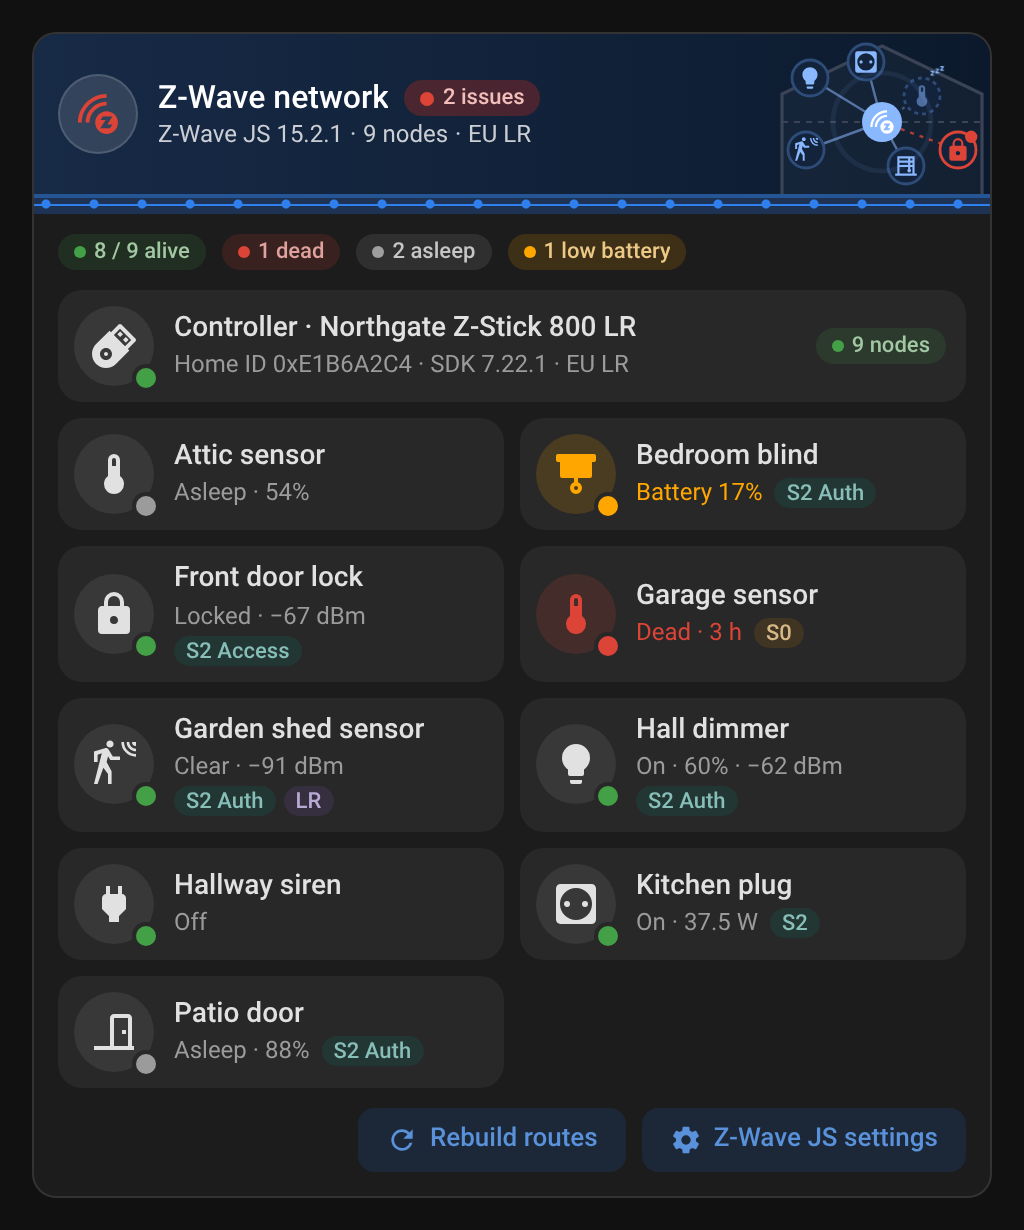 Z-Wave network
2 issues
Z-Wave JS 15.2.1 · 9 nodes · EU LR
8 / 9 alive
1 dead
2 asleep
1 low battery
Controller · Northgate Z-Stick 800 LR
Home ID 0xE1B6A2C4 · SDK 7.22.1 · EU LR
9 nodes
Attic sensor
Asleep · 54%
Bedroom blind
Battery 17% S2 Auth
Front door lock
Locked · −67 dBm
S2 Access
Garage sensor
Dead · 3 h S0
Garden shed sensor
Clear · −91 dBm
S2 Auth LR
Hall dimmer
On · 60% · −62 dBm
S2 Auth
Hallway siren
Off
Kitchen plug
On · 37.5 W S2
Patio door
Asleep · 88% S2 Auth
Rebuild routes
Z-Wave JS settings